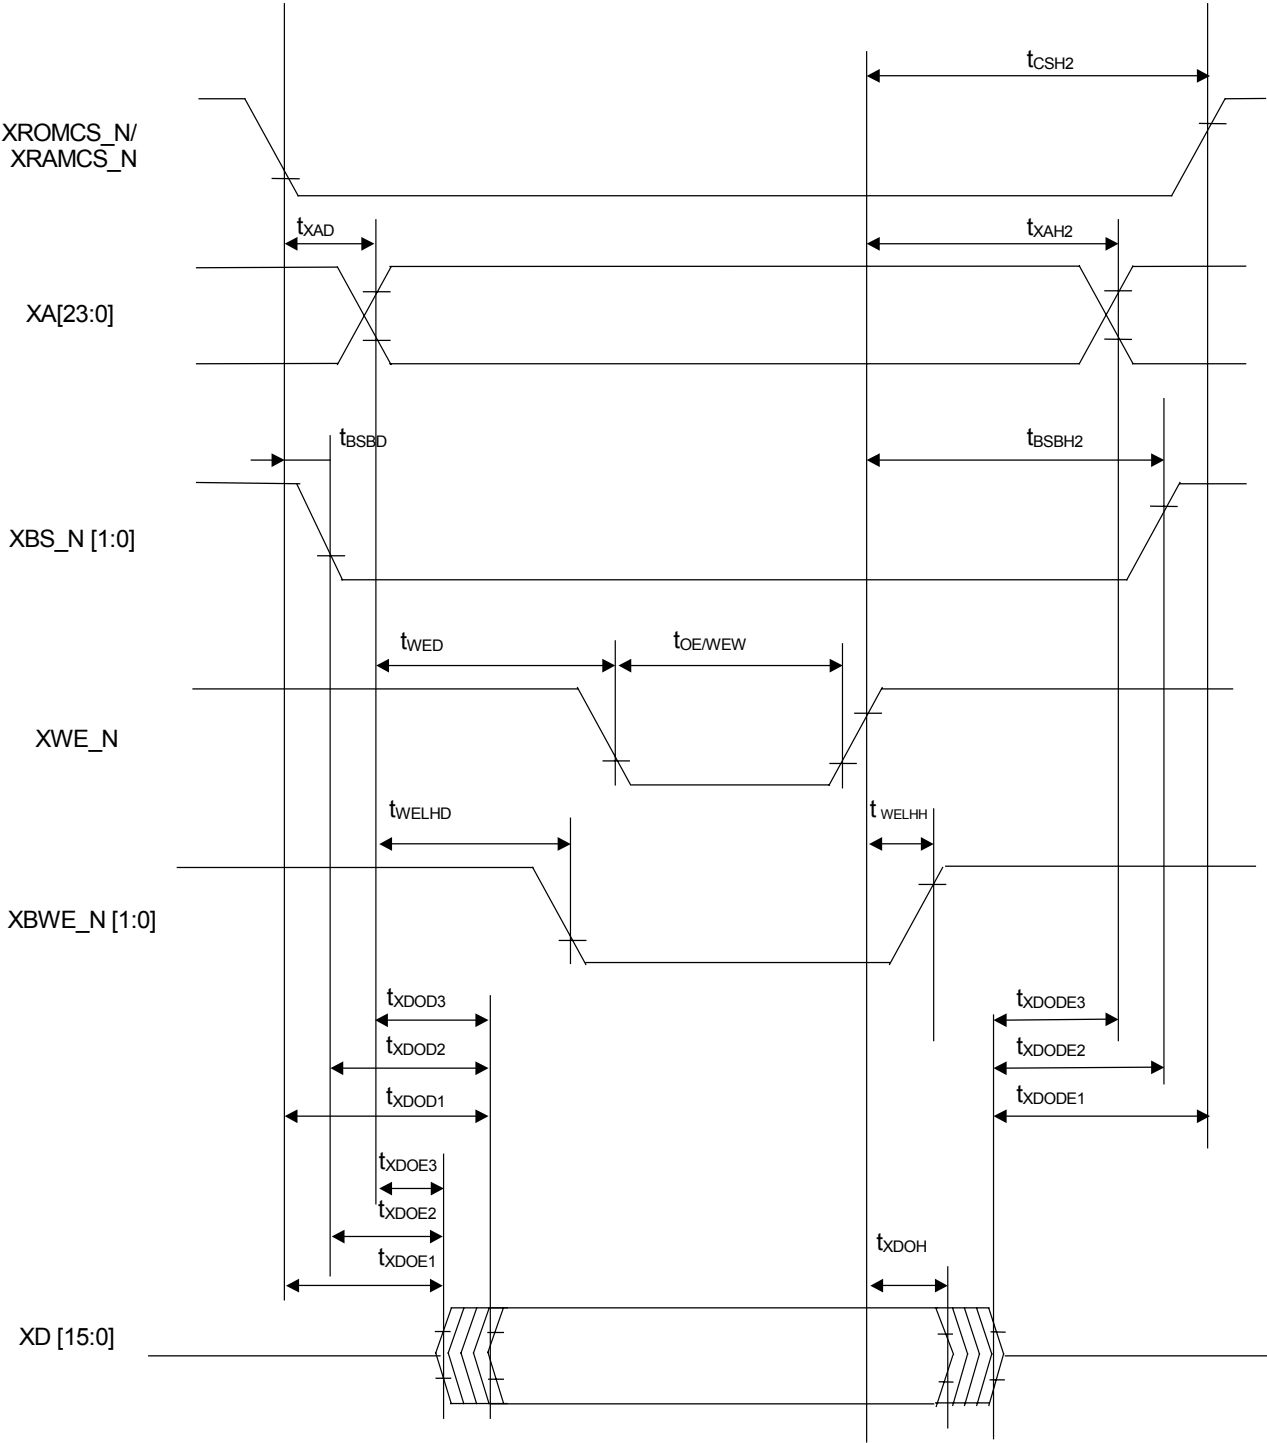 tCSH2
XROMCS_N/
XRAMCS_N
tXAD
tXAH2
XA[23:0]
tBSBD
tBSBH2
XBS_N [1:0]
tWED
tOE/WEW
XWE_N
tWELHD
t WELHH
XBWE_N [1:0]
tXDOD3
tXDODE3
tXDOD2
tXDODE2
tXDOD1
tXDODE1
tXDOE3
tXDOE2
tXDOH
tXDOE1
XD [15:0]